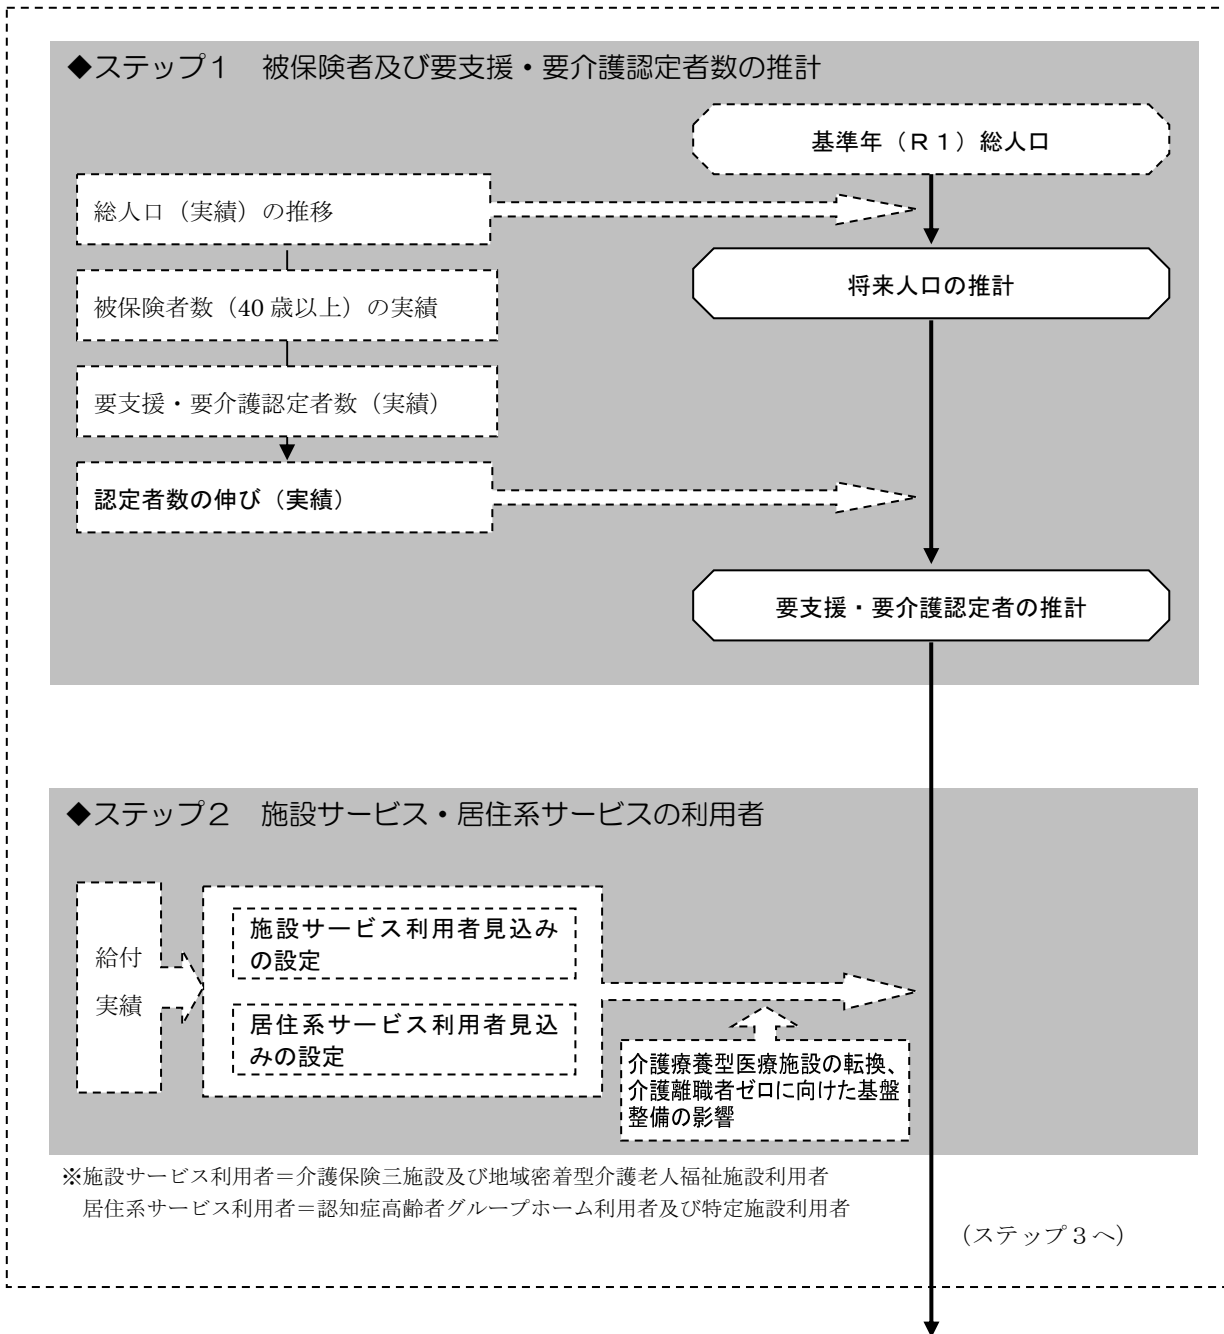 ◆ステップ１　被保険者及び要支援・要介護認定者数の推計
基準年（Ｒ１）総人口
総人口（実績）の推移
将来人口の推計
被保険者数（40 歳以上）の実績
要支援・要介護認定者数（実績）
認定者数の伸び（実績）
要支援・要介護認定者の推計
◆ステップ２　施設サービス・居住系サービスの利用者
給付
実績
施設サービス利用者見込み
の設定
居住系サービス利用者見込
みの設定
介護療養型医療施設の転換、
介護離職者ゼロに向けた基盤
整備の影響
※施設サービス利用者＝介護保険三施設及び地域密着型介護老人福祉施設利用者
居住系サービス利用者＝認知症高齢者グループホーム利用者及び特定施設利用者
（ステップ３へ）